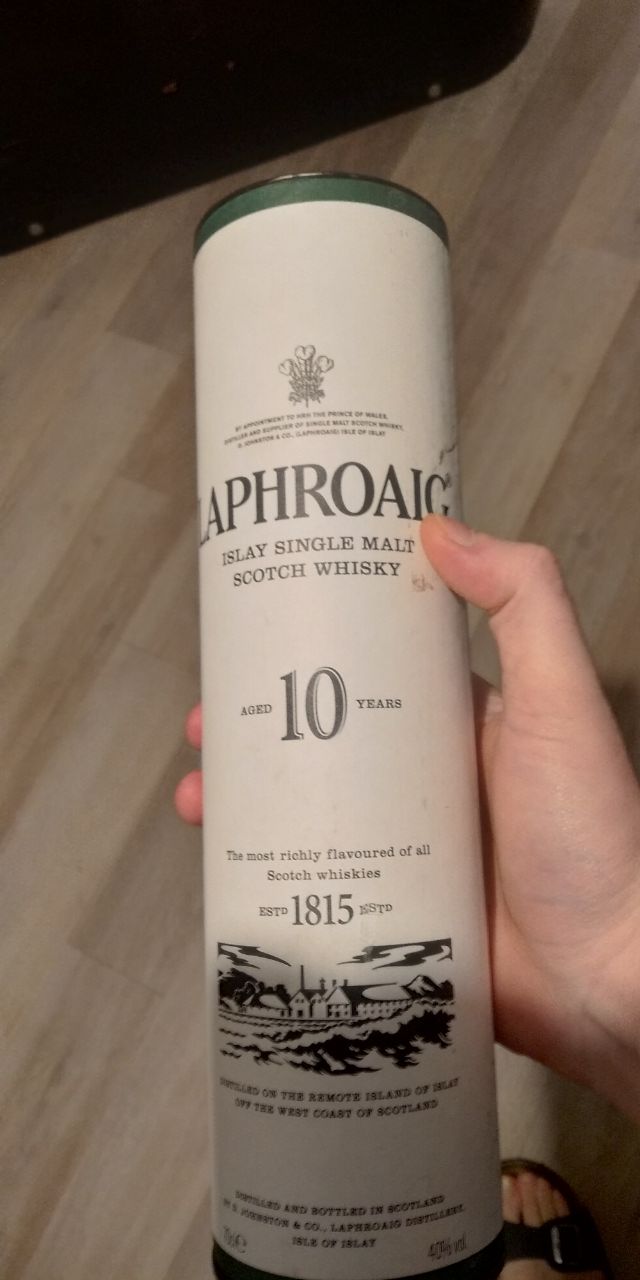 BY APPOINTMENT TO HRH THE PRINCE OF WALES,
DISTILLER AND SUPPLIER OF SINGLE MALT SCOTCH WHISKY,
D. JOHNSTON & CO., (LAPHROAIG) ISLE OF ISLAY
LAPHROAIG®
ISLAY SINGLE MALT
SCOTCH WHISKY
AGED 10 YEARS
The most richly flavoured of all
Scotch whiskies
ESTD 1815 ESTD
DISTILLED ON THE REMOTE ISLAND OF ISLAY
OFF THE WEST COAST OF SCOTLAND
DISTILLED AND BOTTLED IN SCOTLAND
BY D. JOHNSTON & CO., LAPHROAIG DISTILLERY,
ISLE OF ISLAY
40% vol